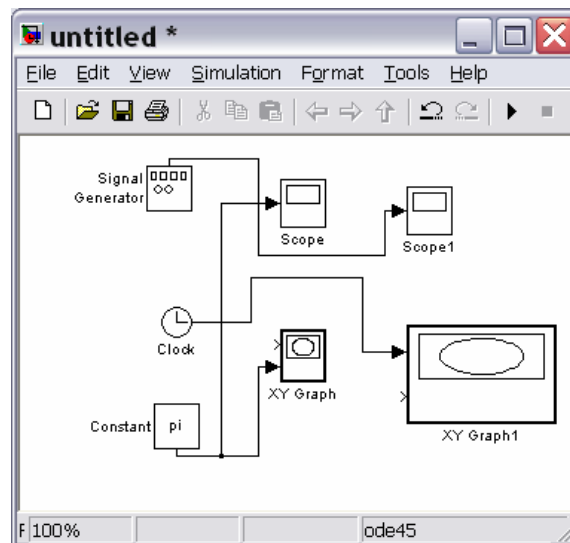 untitled *
File Edit View Simulation Format Tools Help
Signal
Generator
Scope
Scope1
Clock
XY Graph
XY Graph1
Constant
pi
F 100% ode45